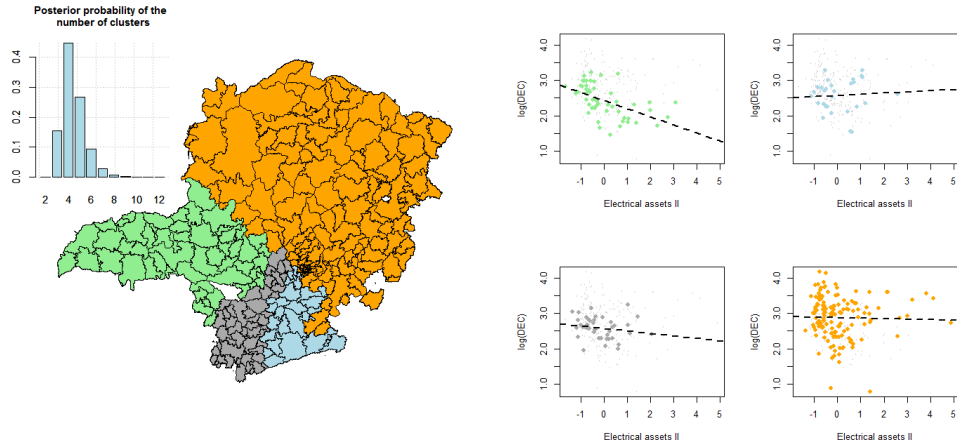 Posterior probability of the
number of clusters
0.4
0.3
0.2
0.1
0.0
2 4 6 8 10 12
4.0
3.0
2.0
1.0
log(DEC)
-1 0 1 2 3 4 5
Electrical assets II
4.0
3.0
2.0
1.0
log(DEC)
-1 0 1 2 3 4 5
Electrical assets II
4.0
3.0
2.0
1.0
log(DEC)
-1 0 1 2 3 4 5
Electrical assets II
4.0
3.0
2.0
1.0
log(DEC)
-1 0 1 2 3 4 5
Electrical assets II